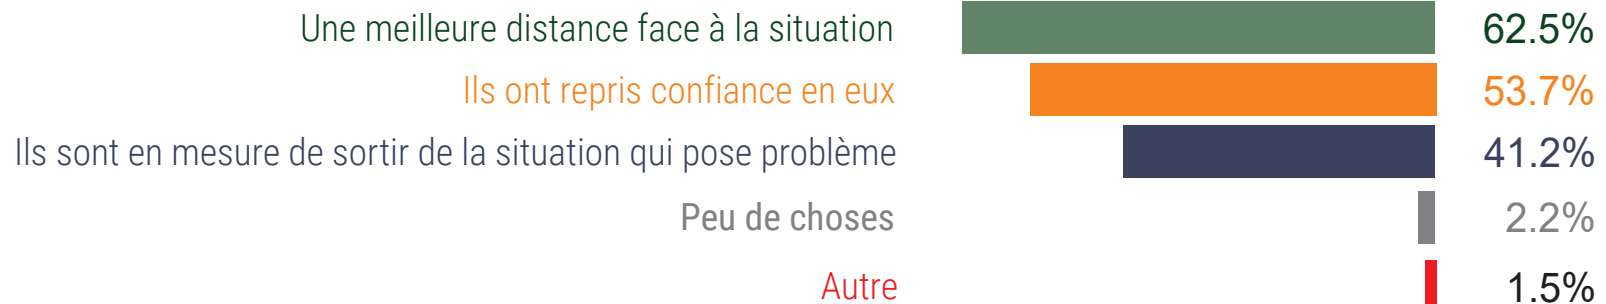 Une meilleure distance face à la situation 62.5%
Ils ont repris confiance en eux 53.7%
Ils sont en mesure de sortir de la situation qui pose problème 41.2%
Peu de choses 2.2%
Autre 1.5%